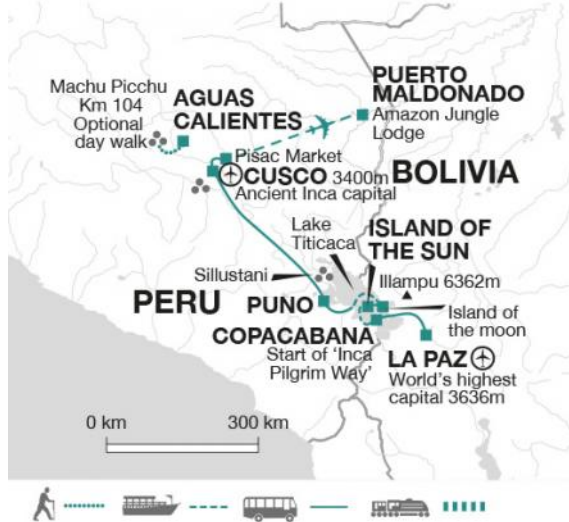 Machu Picchu
Km 104
Optional
day walk
AGUAS
CALIENTES
PUERTO
MALDONADO
Amazon Jungle
Lodge
Pisac Market
CUSCO 3400m
Ancient Inca capital
BOLIVIA
Lake
Titicaca
ISLAND OF
THE SUN
Sillustani
Illampu 6362m
PERU
PUNO
Island of
the moon
COPACABANA
Start of ‘Inca
Pilgrim Way’
LA PAZ
World’s highest
capital 3636m
0 km 300 km